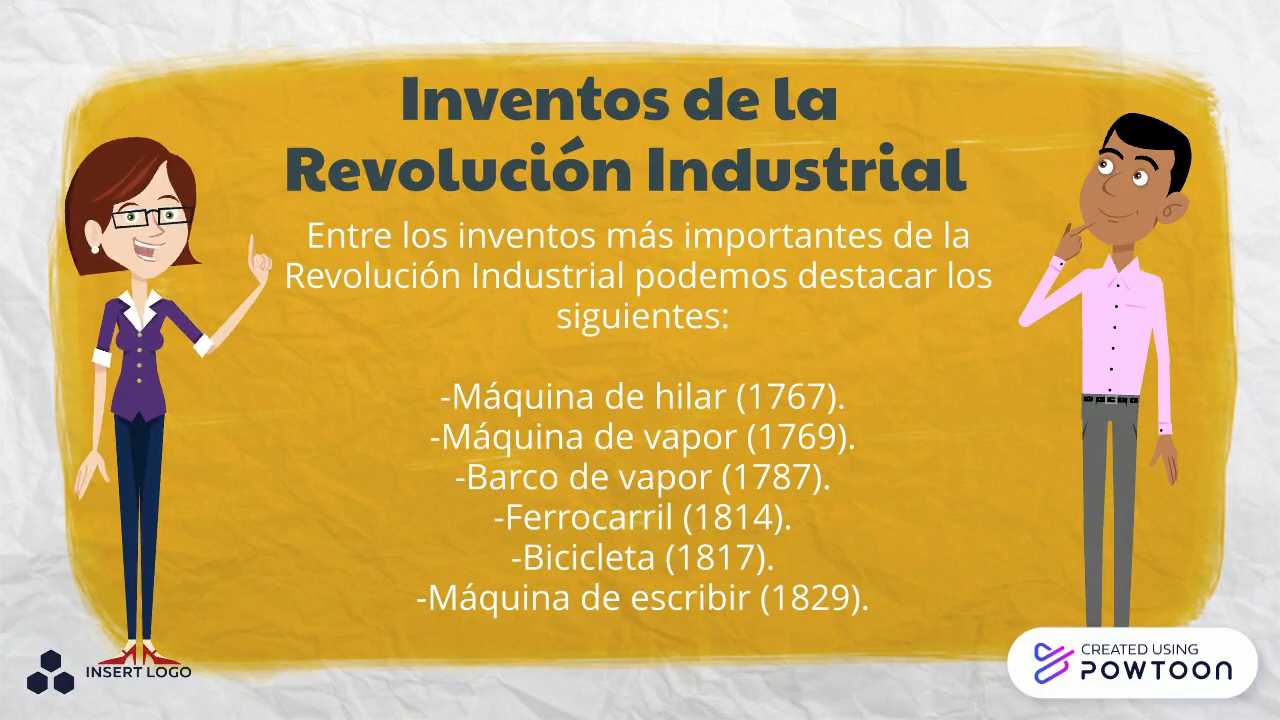 Inventos de la
Revolución Industrial
Entre los inventos más importantes de la
Revolución Industrial podemos destacar los
siguientes:
-Máquina de hilar (1767).
-Máquina de vapor (1769).
-Barco de vapor (1787).
-Ferrocarril (1814).
-Bicicleta (1817).
-Máquina de escribir (1829).
INSERT LOGO
CREATED USING
POWTOON